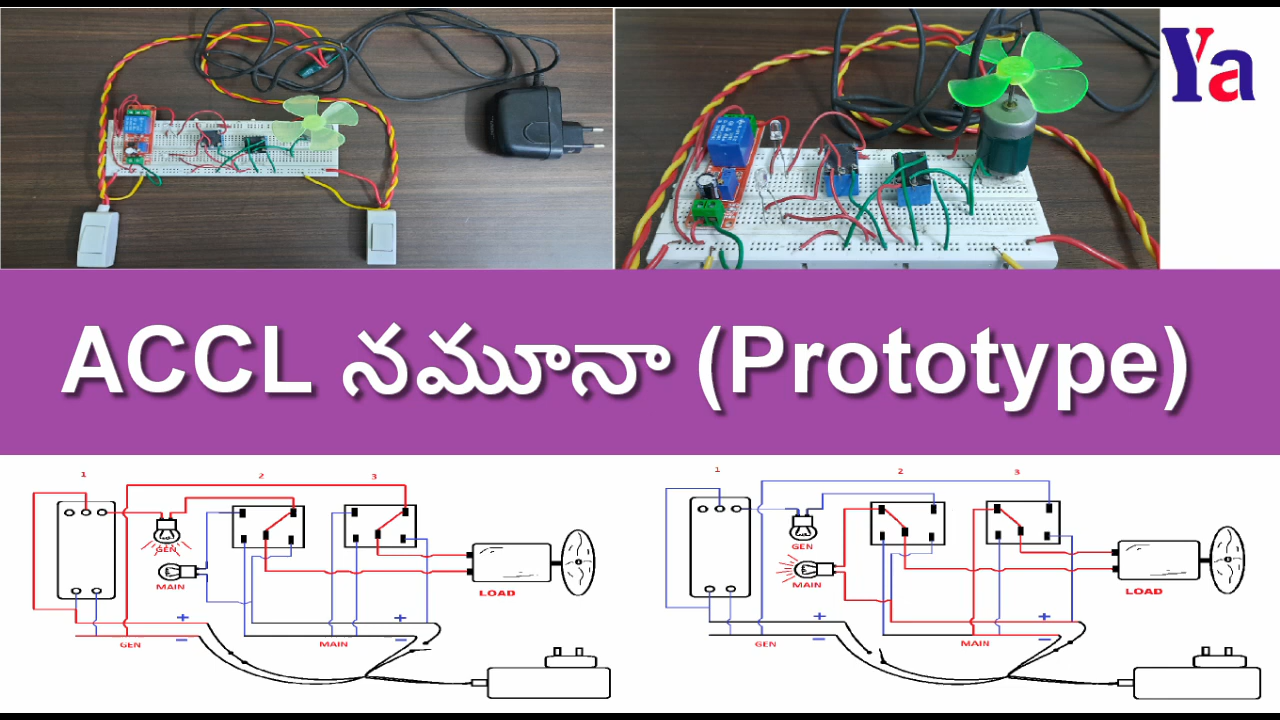 Ya
ACCL నమూనా (Prototype)
1
2
3
GEN
MAIN
LOAD
+
−
GEN
MAIN
+
−
1
2
3
GEN
MAIN
LOAD
+
−
GEN
MAIN
+
−